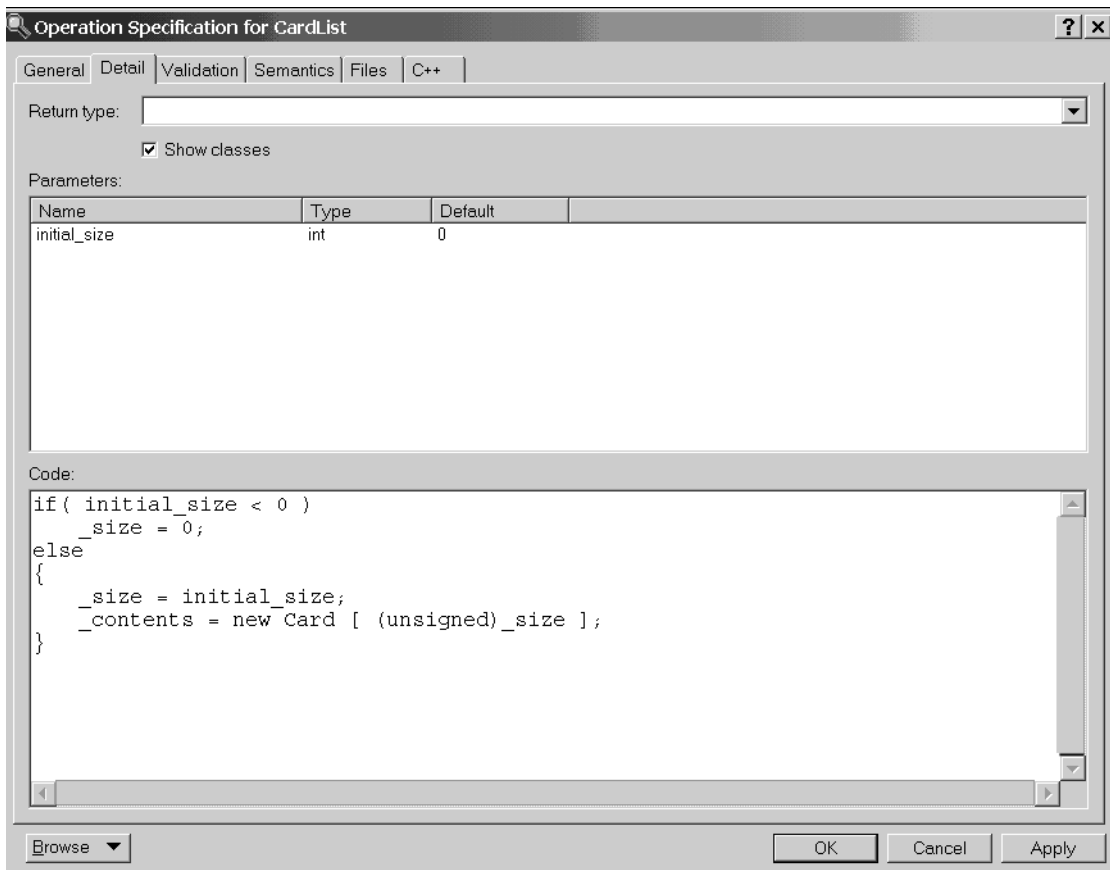 Operation Specification for CardList
General Detail Validation Semantics Files C++
Return type:
Show classes
Parameters:
Name Type Default
initial_size int 0
Code:
if( initial_size < 0 )
    _size = 0;
else
{
    _size = initial_size;
    _contents = new Card [ (unsigned)_size ];
}
Browse OK Cancel Apply